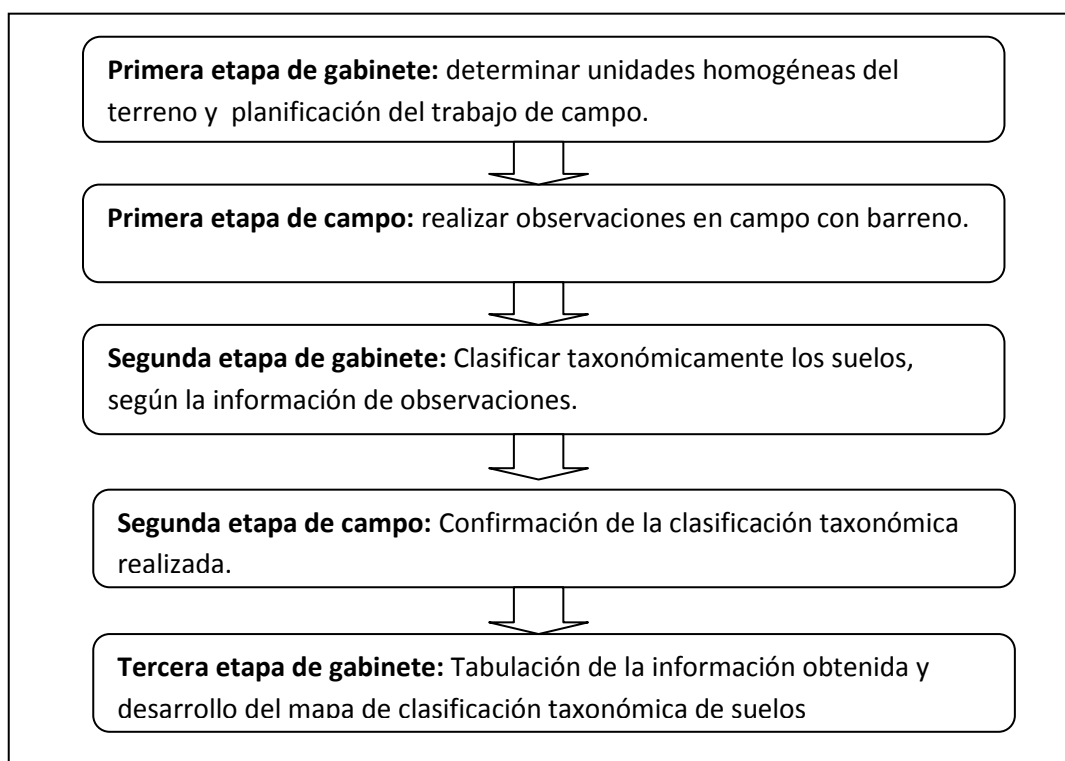 Primera etapa de gabinete: determinar unidades homogéneas del
terreno y  planificación del trabajo de campo.
Primera etapa de campo: realizar observaciones en campo con barreno.
Segunda etapa de gabinete: Clasificar taxonómicamente los suelos,
según la información de observaciones.
Segunda etapa de campo: Confirmación de la clasificación taxonómica
realizada.
Tercera etapa de gabinete: Tabulación de la información obtenida y
desarrollo del mapa de clasificación taxonómica de suelos